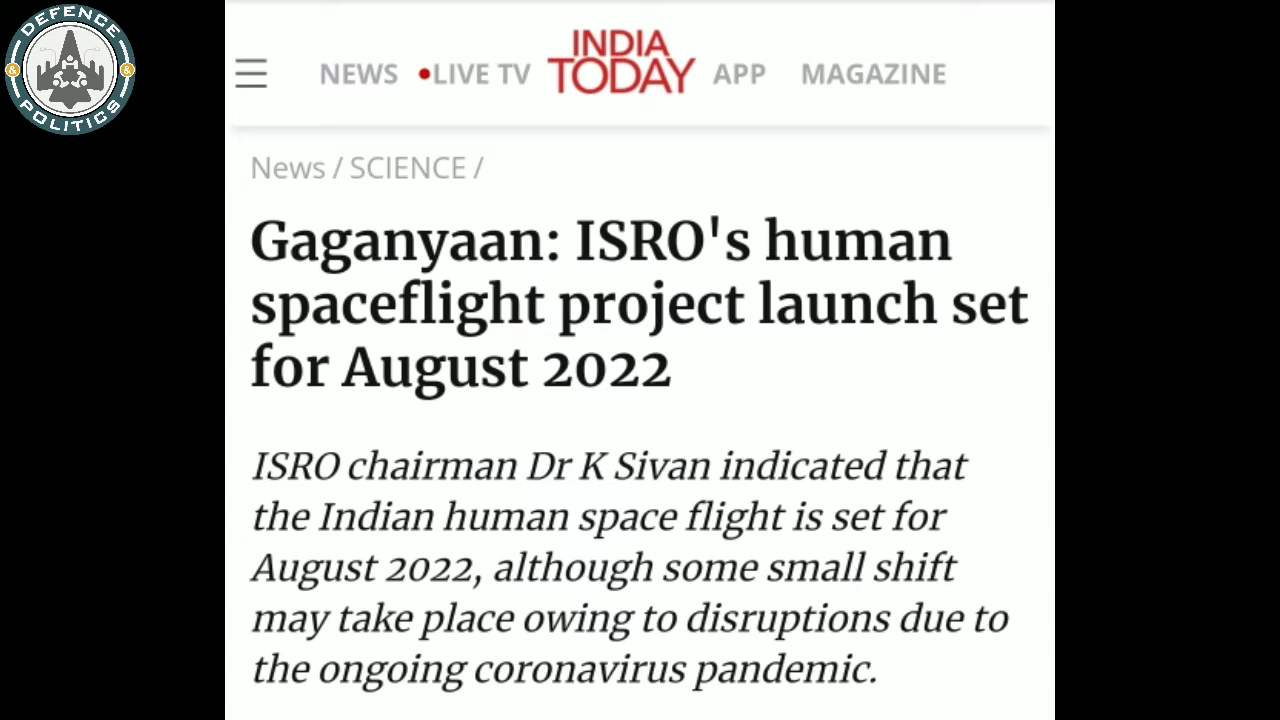 DEFENCE
&
&
POLITICS
NEWS
LIVE TV
INDIA
TODAY
APP
MAGAZINE
News / SCIENCE /
Gaganyaan: ISRO's human
spaceflight project launch set
for August 2022
ISRO chairman Dr K Sivan indicated that
the Indian human space flight is set for
August 2022, although some small shift
may take place owing to disruptions due to
the ongoing coronavirus pandemic.